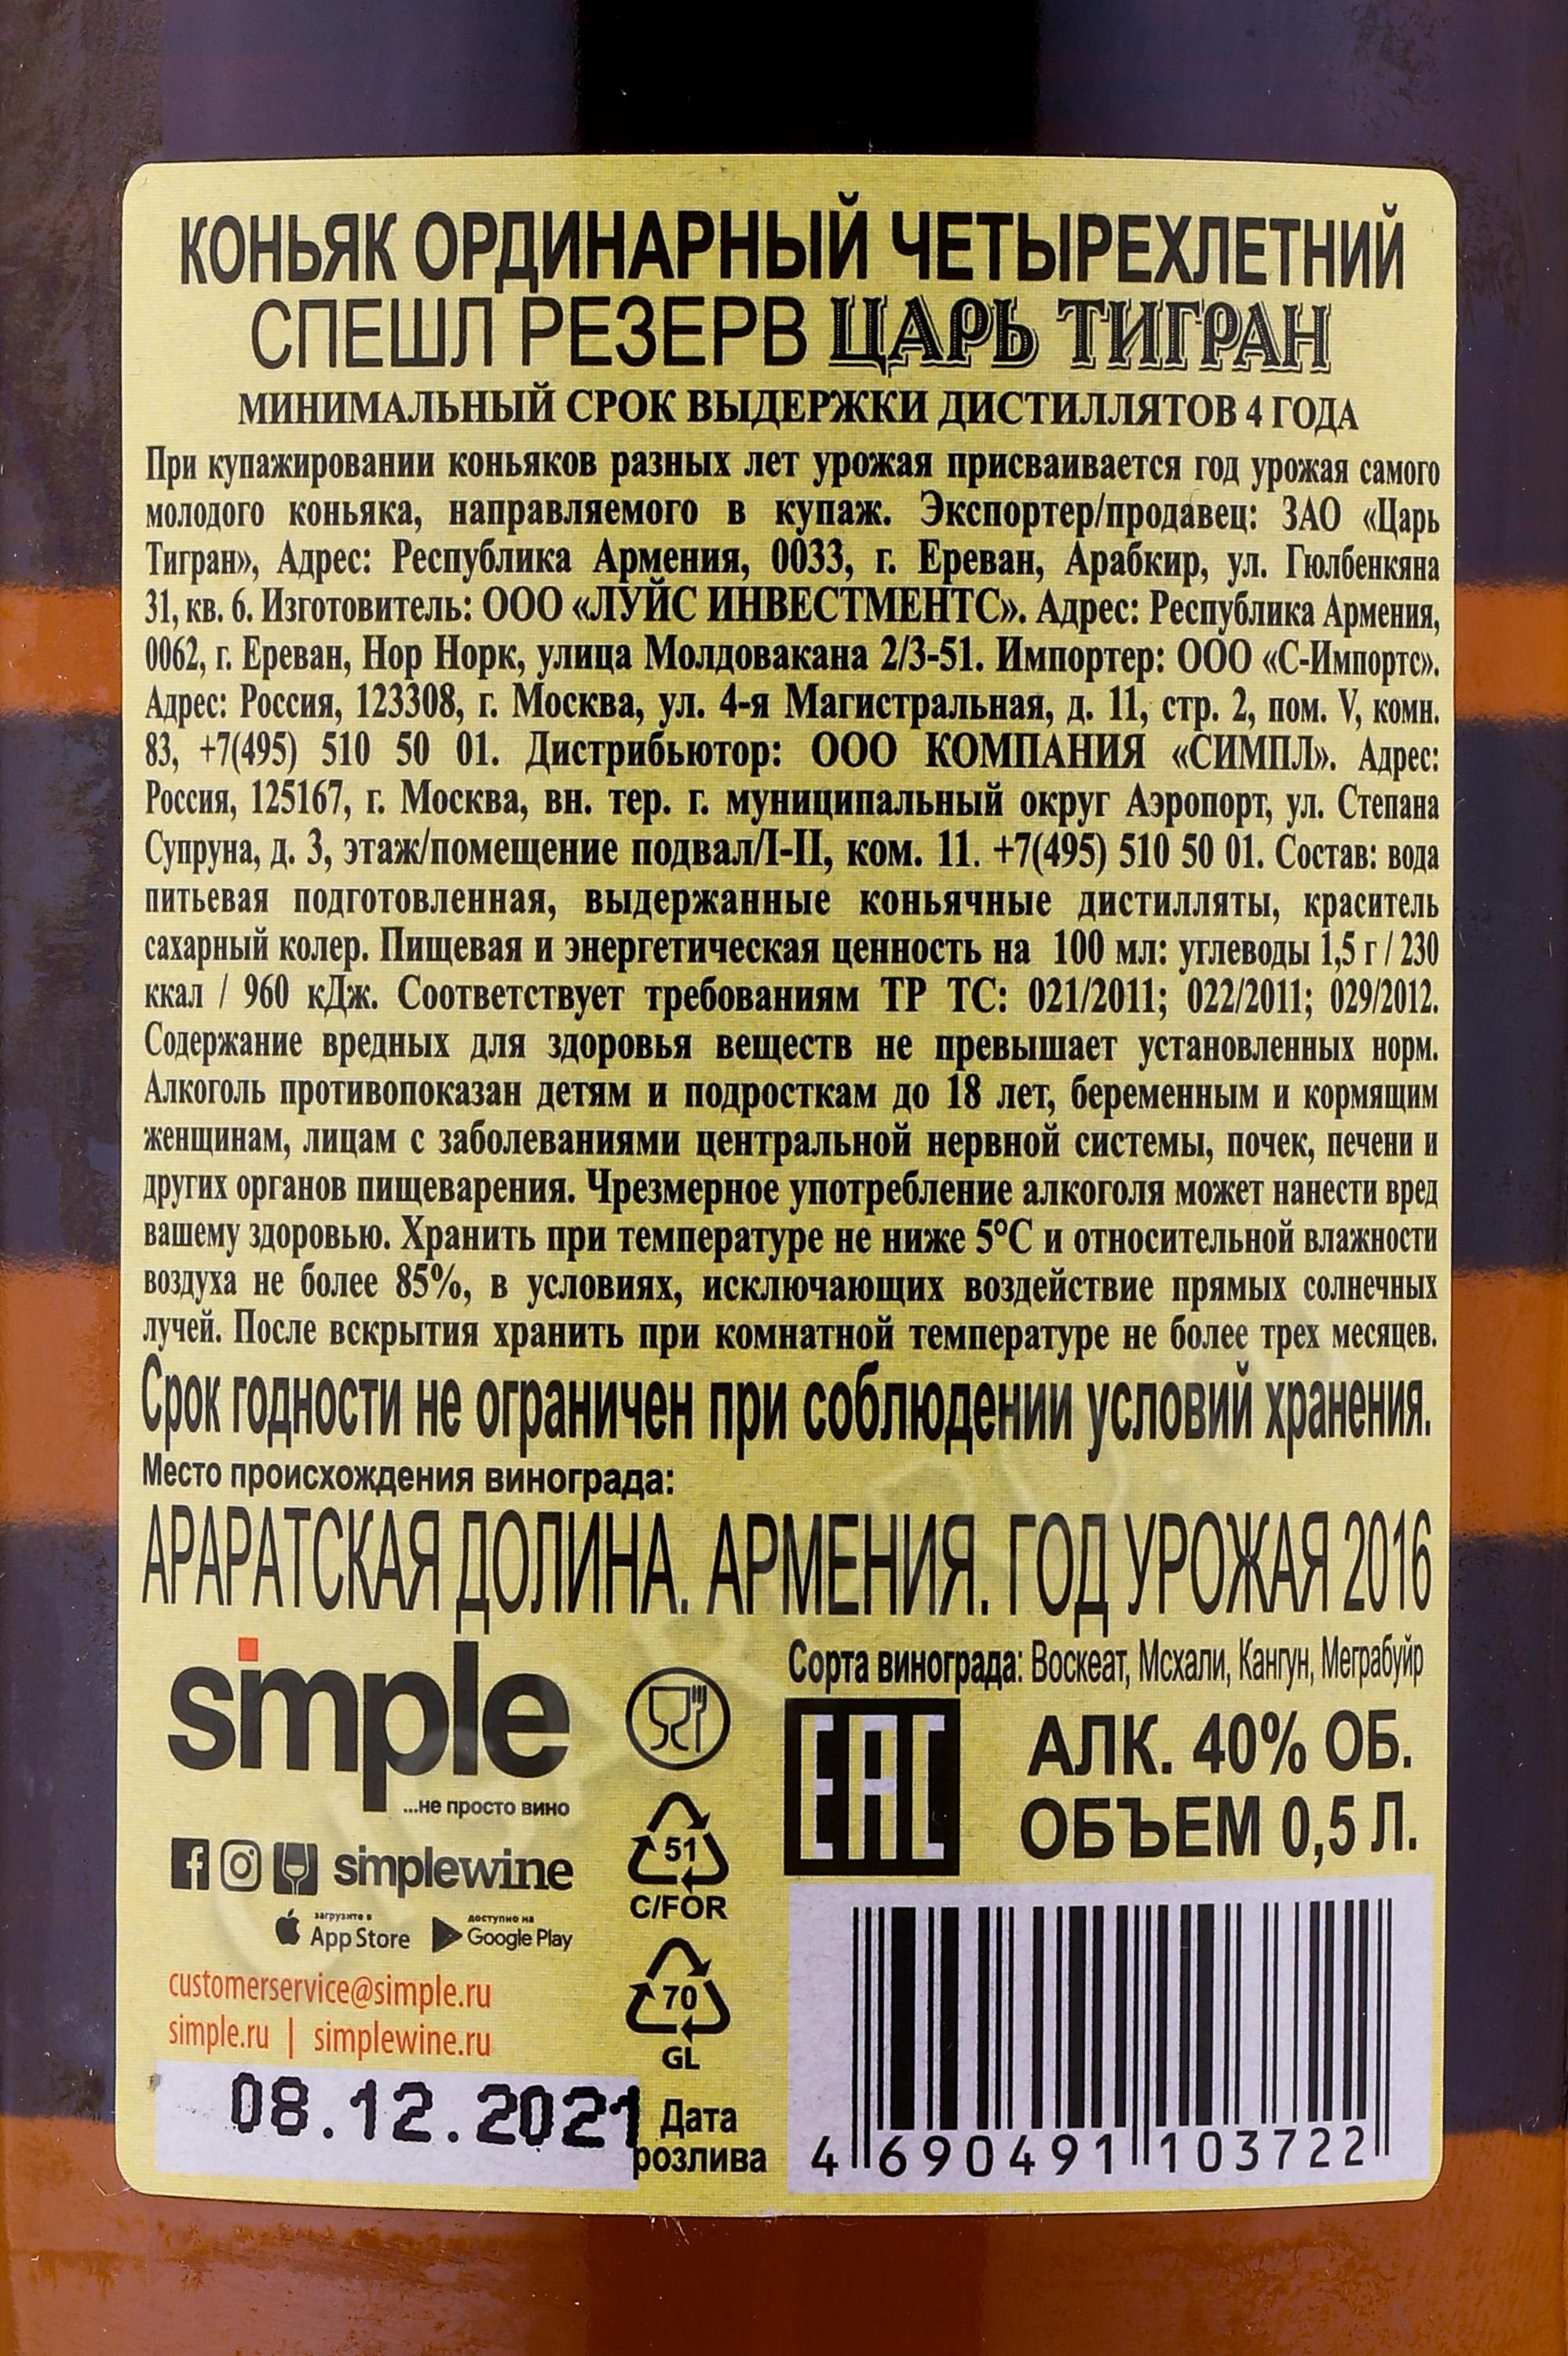 КОНЬЯК ОРДИНАРНЫЙ ЧЕТЫРЕХЛЕТНИЙ
СПЕШЛ РЕЗЕРВ ЦАРЬ ТИГРАН
МИНИМАЛЬНЫЙ СРОК ВЫДЕРЖКИ ДИСТИЛЛЯТОВ 4 ГОДА
При купажировании коньяков разных лет урожая присваивается год урожая самого
молодого коньяка, направляемого в купаж. Экспортер/продавец: ЗАО «Царь
Тигран», Адрес: Республика Армения, 0033, г. Ереван, Арабкир, ул. Гюлбенкяна
31, кв. 6. Изготовитель: ООО «ЛУЙС ИНВЕСТМЕНТС». Адрес: Республика Армения,
0062, г. Ереван, Нор Норк, улица Молдовакана 2/3-51. Импортер: ООО «С-Импортс».
Адрес: Россия, 123308, г. Москва, ул. 4-я Магистральная, д. 11, стр. 2, пом. V, комн.
83, +7(495) 510 50 01. Дистрибьютор: ООО КОМПАНИЯ «СИМПЛ». Адрес:
Россия, 125167, г. Москва, вн. тер. г. муниципальный округ Аэропорт, ул. Степана
Супруна, д. 3, этаж/помещение подвал/I-II, ком. 11. +7(495) 510 50 01. Состав: вода
питьевая подготовленная, выдержанные коньячные дистилляты, краситель
сахарный колер. Пищевая и энергетическая ценность на 100 мл: углеводы 1,5 г / 230
ккал / 960 кДж. Соответствует требованиям ТР ТС: 021/2011; 022/2011; 029/2012.
Содержание вредных для здоровья веществ не превышает установленных норм.
Алкоголь противопоказан детям и подросткам до 18 лет, беременным и кормящим
женщинам, лицам с заболеваниями центральной нервной системы, почек, печени и
других органов пищеварения. Чрезмерное употребление алкоголя может нанести вред
вашему здоровью. Хранить при температуре не ниже 5°С и относительной влажности
воздуха не более 85%, в условиях, исключающих воздействие прямых солнечных
лучей. После вскрытия хранить при комнатной температуре не более трех месяцев.
Срок годности не ограничен при соблюдении условий хранения.
Место происхождения винограда:
АРАРАТСКАЯ ДОЛИНА. АРМЕНИЯ. ГОД УРОЖАЯ 2016
Сорта винограда: Воскеат, Мсхали, Кангун, Меграбуйр
simple
...не просто вино
simplewine
загрузите в
App Store
доступно на
Google Play
customerservice@simple.ru
simple.ru | simplewine.ru
08.12.2021
Дата
розлива
51
C/FOR
70
GL
EAC
АЛК. 40% ОБ.
ОБЪЕМ 0,5 Л.
4 690491 103722